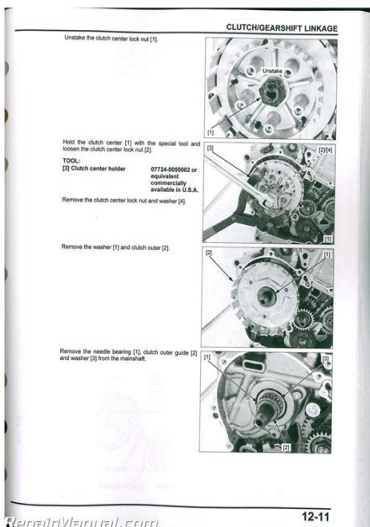 CLUTCH/GEARSHIFT LINKAGE
Unstake the clutch center lock nut [1].
Unstake
[1]
Hold the clutch center [1] with the special tool and
loosen the clutch center lock nut [2].
TOOL:
[3] Clutch center holder 07724-0050002 or
equivalent
commercially
available in U.S.A.
Remove the clutch center lock nut and washer [4].
[3]
[2]/[4]
[1]
Remove the washer [1] and clutch outer [2].
[2]
[1]
Remove the needle bearing [1], clutch outer guide [2]
and washer [3] from the mainshaft.
[1]
[3]
[2]
12-11
RepairManual.com